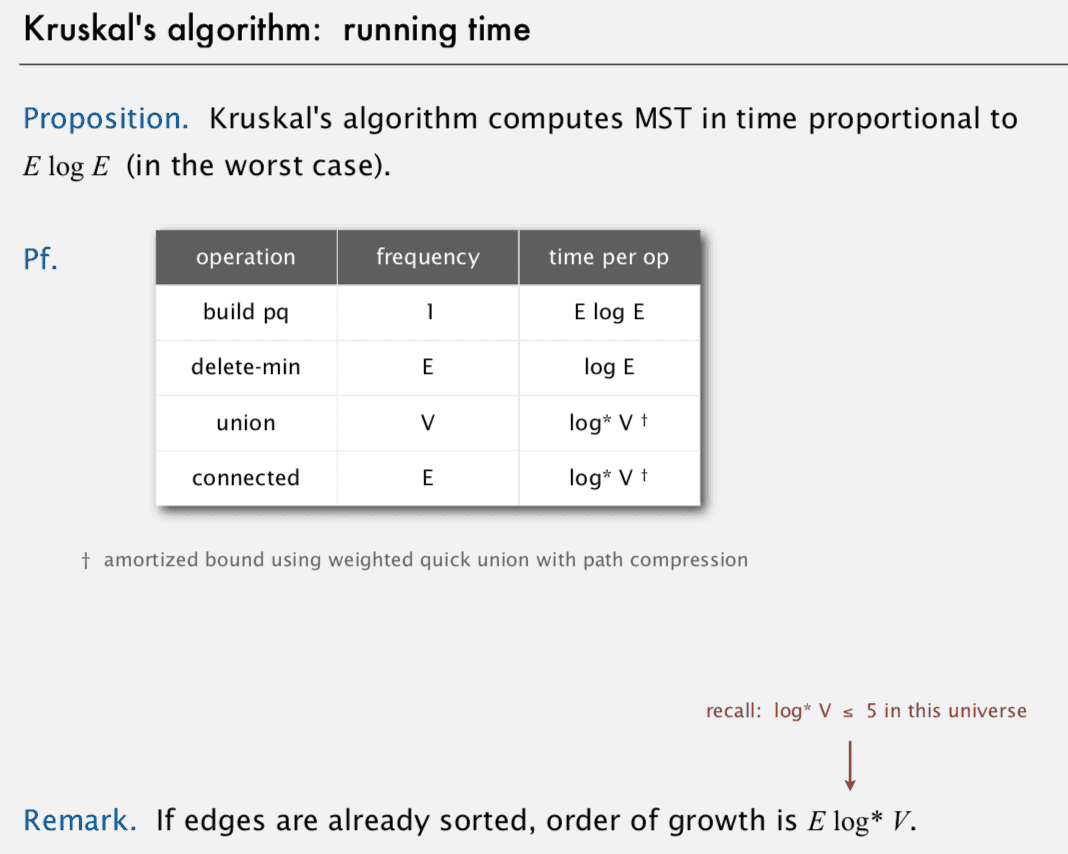 Kruskal's algorithm: running time
Proposition. Kruskal's algorithm computes MST in time proportional to
E log E (in the worst case).
Pf.
operation frequency time per op
build pq 1 E log E
delete-min E log E
union V log* V †
connected E log* V †
† amortized bound using weighted quick union with path compression
recall: log* V ≤ 5 in this universe
Remark. If edges are already sorted, order of growth is E log* V.